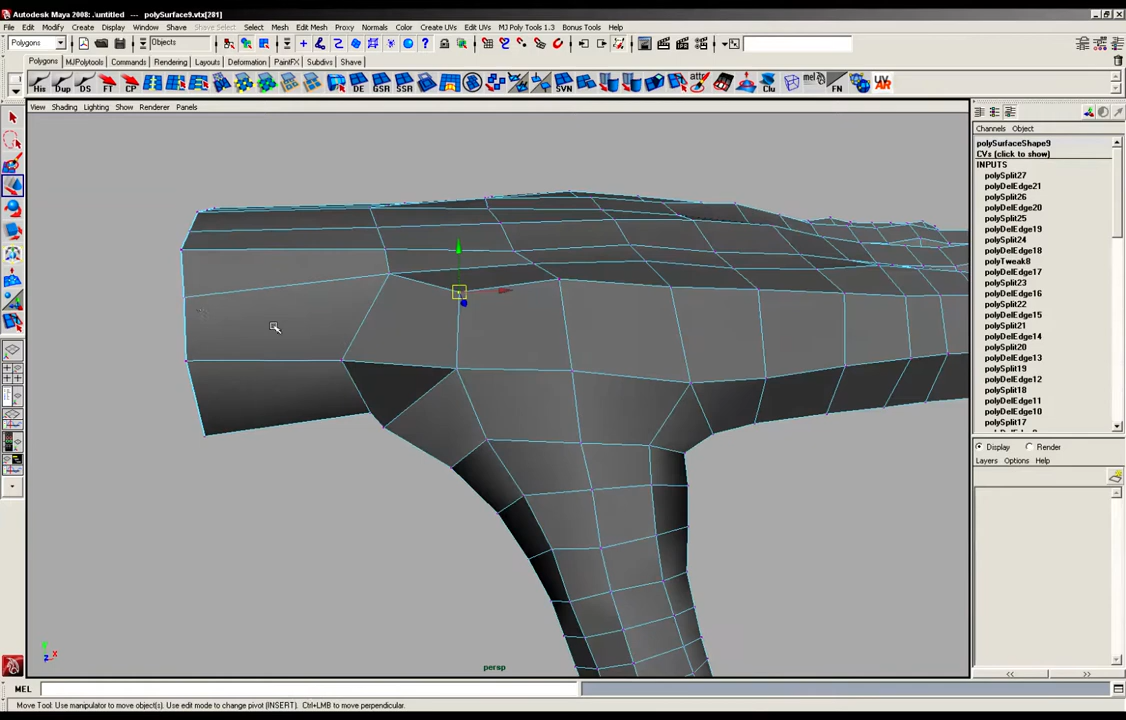 Autodesk Maya 2008: .\untitled --- polySurface9.vtx[281]
File Edit Modify Create Display Window Assets Share Select Mesh Edit Mesh Proxy Normals Color Create UVs Edit UVs MJ Poly Tools 1.3 Bonus Tools Help
Polygons Objects
Polygons MJPolytools Commands Rendering Layouts Deformation PaintFX Subdivs Shave
His Dup DS FT CP DE GSR SSR SVN attr Clu mel FN UV AR
View Shading Lighting Show Renderer Panels
Channels Object
polySurfaceShape9
CVs (click to show)
INPUTS
polySplit27
polyDelEdge21
polySplit26
polyDelEdge20
polySplit25
polyDelEdge19
polySplit24
polyDelEdge18
polyTweak8
polyDelEdge17
polySplit23
polyDelEdge16
polySplit22
polyDelEdge15
polySplit21
polyDelEdge14
polySplit20
polyDelEdge13
polySplit19
polyDelEdge12
polySplit18
polyDelEdge11
polyDelEdge10
polySplit17
Display Render
Layers Options Help
y
z x
persp
<< >>
MEL
Move Tool: Use manipulator to move object(s). Use edit mode to change pivot (INSERT). Ctrl+LMB to move perpendicular.